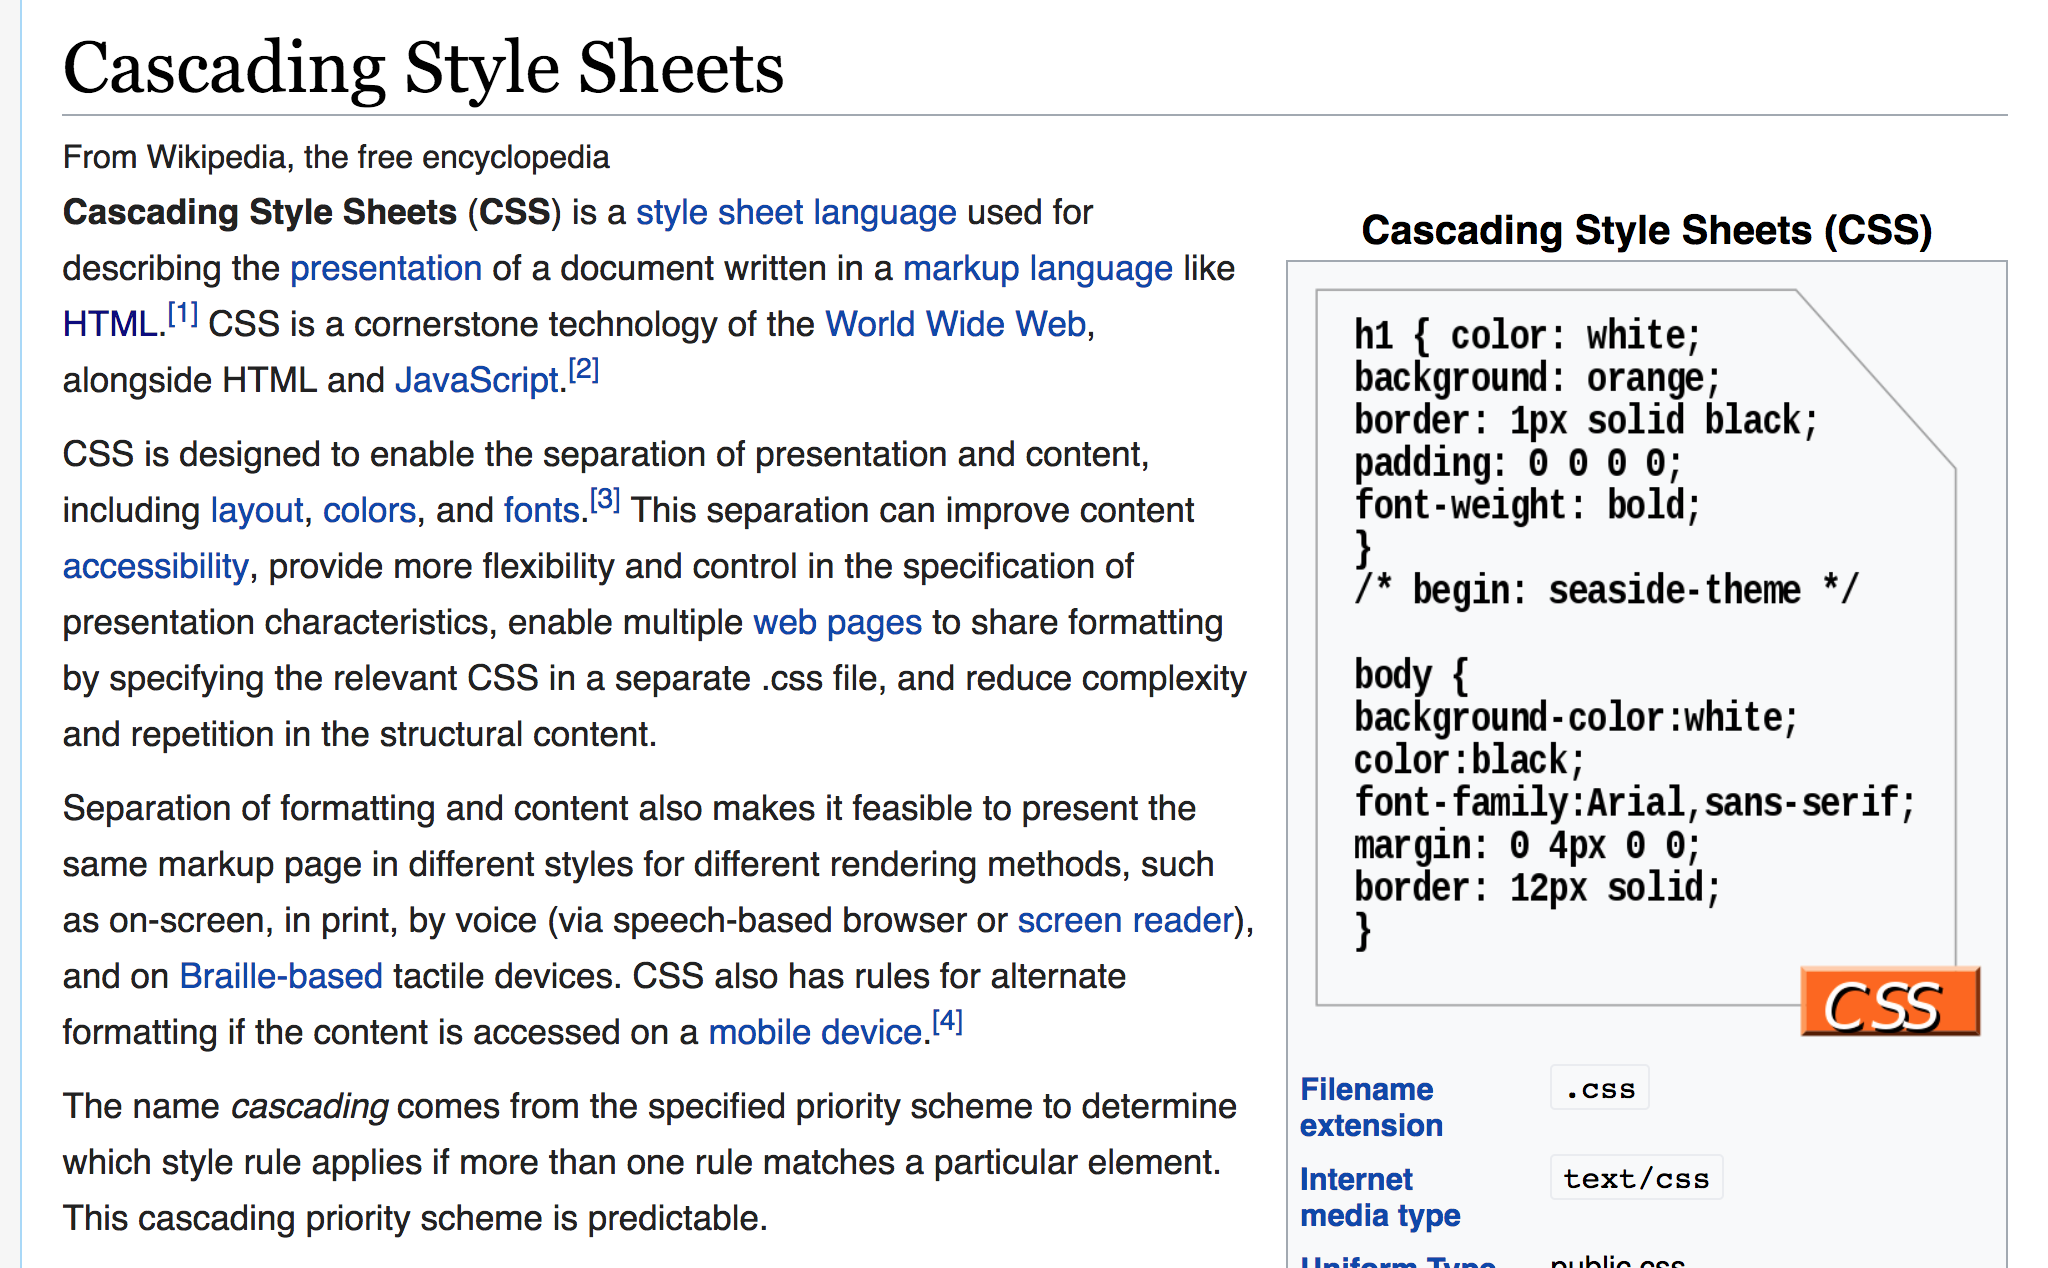 Cascading Style Sheets
From Wikipedia, the free encyclopedia
Cascading Style Sheets (CSS) is a style sheet language used for
describing the presentation of a document written in a markup language like
HTML.[1] CSS is a cornerstone technology of the World Wide Web,
alongside HTML and JavaScript.[2]
CSS is designed to enable the separation of presentation and content,
including layout, colors, and fonts.[3] This separation can improve content
accessibility, provide more flexibility and control in the specification of
presentation characteristics, enable multiple web pages to share formatting
by specifying the relevant CSS in a separate .css file, and reduce complexity
and repetition in the structural content.
Separation of formatting and content also makes it feasible to present the
same markup page in different styles for different rendering methods, such
as on-screen, in print, by voice (via speech-based browser or screen reader),
and on Braille-based tactile devices. CSS also has rules for alternate
formatting if the content is accessed on a mobile device.[4]
The name cascading comes from the specified priority scheme to determine
which style rule applies if more than one rule matches a particular element.
This cascading priority scheme is predictable.
Cascading Style Sheets (CSS)
h1 { color: white;
background: orange;
border: 1px solid black;
padding: 0 0 0 0;
font-weight: bold;
}
/* begin: seaside-theme */
body {
background-color:white;
color:black;
font-family:Arial,sans-serif;
margin: 0 4px 0 0;
border: 12px solid;
}
CSS
Filename .css
extension
Internet text/css
media type
Uniform Type public.css